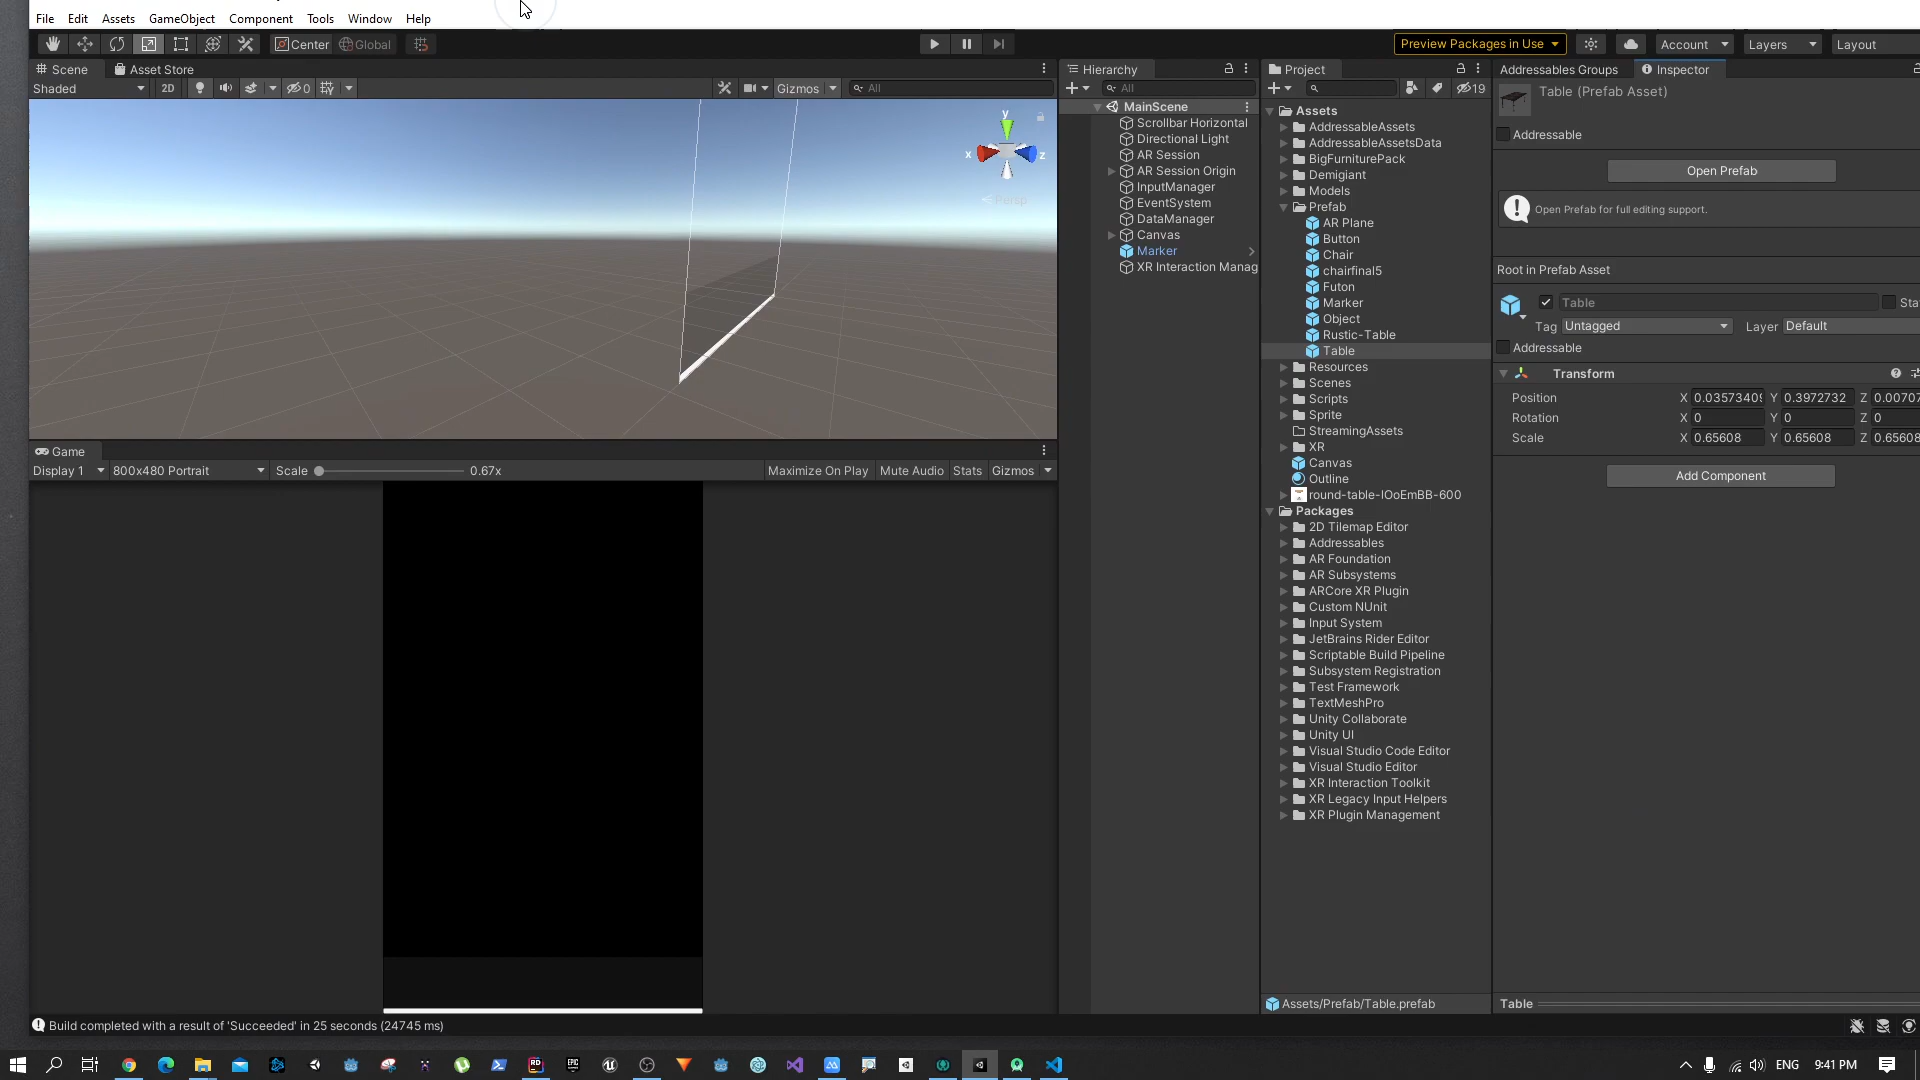 File Edit Assets GameObject Component Tools Window Help
Center Global
Preview Packages in Use Account Layers Layout
Scene Asset Store
Shaded 2D 0 Gizmos All
y
x z
Persp
Game
Display 1 800x480 Portrait Scale 0.67x Maximize On Play Mute Audio Stats Gizmos
Hierarchy
All
MainScene
Scrollbar Horizontal
Directional Light
AR Session
AR Session Origin
InputManager
EventSystem
DataManager
Canvas
Marker
XR Interaction Manag
Project
19
Assets
AddressableAssets
AddressableAssetsData
BigFurniturePack
Demigiant
Models
Prefab
AR Plane
Button
Chair
chairfinal5
Futon
Marker
Object
Rustic-Table
Table
Resources
Scenes
Scripts
Sprite
StreamingAssets
XR
Canvas
Outline
round-table-IOoEmBB-600
Packages
2D Tilemap Editor
Addressables
AR Foundation
AR Subsystems
ARCore XR Plugin
Custom NUnit
Input System
JetBrains Rider Editor
Scriptable Build Pipeline
Subsystem Registration
Test Framework
TextMeshPro
Unity Collaborate
Unity UI
Visual Studio Code Editor
Visual Studio Editor
XR Interaction Toolkit
XR Legacy Input Helpers
XR Plugin Management
Assets/Prefab/Table.prefab
Addressables Groups Inspector
Table (Prefab Asset)
Addressable
Open Prefab
Open Prefab for full editing support.
Root in Prefab Asset
Table Sta
Tag Untagged Layer Default
Addressable
Transform
Position X 0.0357340 Y 0.3972732 Z 0.00707
Rotation X 0 Y 0 Z 0
Scale X 0.65608 Y 0.65608 Z 0.65608
Add Component
Table
Build completed with a result of 'Succeeded' in 25 seconds (24745 ms)
ENG 9:41 PM